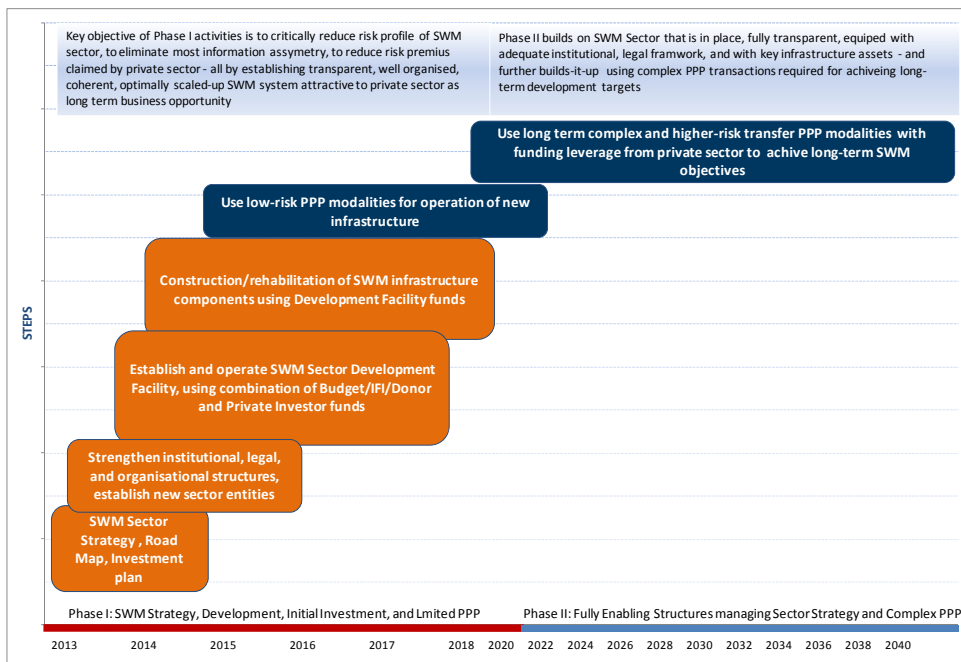 Key objective of Phase I activities is to critically reduce risk profile of SWM
sector, to eliminate most information assymetry, to reduce risk premius
claimed by private sector - all by establishing transparent, well organised,
coherent, optimally scaled-up SWM system attractive to private sector as
long term business opportunity
Phase II builds on SWM Sector that is in place, fully transparent, equiped with
adequate institutional, legal framwork, and with key infrastructure assets - and
further builds-it-up using complex PPP transactions required for achiveing long-
term development targets
Use long term complex and higher-risk transfer PPP modalities with
funding leverage from private sector to achive long-term SWM
objectives
Use low-risk PPP modalities for operation of new
infrastructure
Construction/rehabilitation of SWM infrastructure
components using Development Facility funds
STEPS
Establish and operate SWM Sector Development
Facility, using combination of Budget/IFI/Donor
and Private Investor funds
Strengthen institutional, legal,
and organisational structures,
establish new sector entities
SWM Sector
Strategy , Road
Map, Investment
plan
Phase I: SWM Strategy, Development, Initial Investment, and Lmited PPP
Phase II: Fully Enabling Structures managing Sector Strategy and Complex PPP
2013 2014 2015 2016 2017 2018 2020 2022 2024 2026 2028 2030 2032 2034 2036 2038 2040